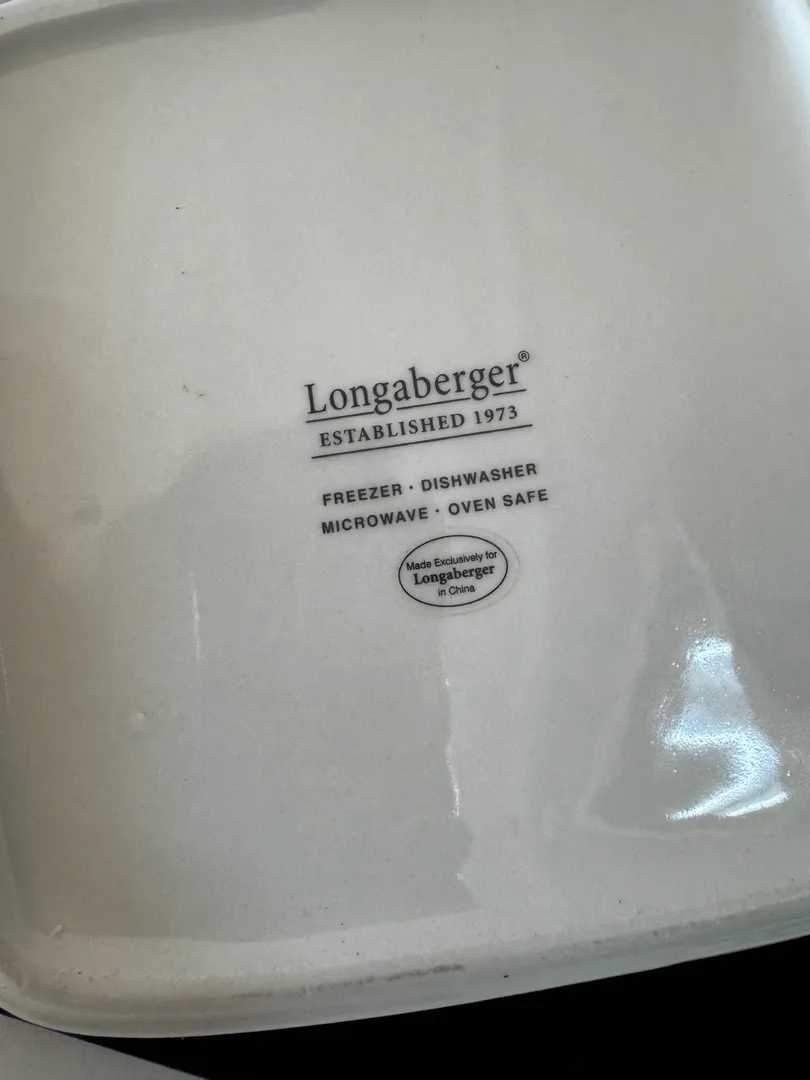 Longaberger®
ESTABLISHED 1973
FREEZER · DISHWASHER
MICROWAVE · OVEN SAFE
Made Exclusively for
Longaberger
in China